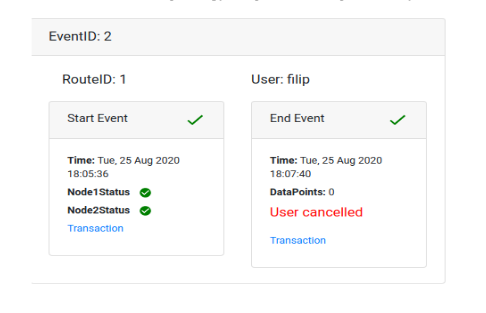 EventID: 2
RouteID: 1
User: filip
Start Event
Time: Tue, 25 Aug 2020
18:05:36
Node1Status
Node2Status
Transaction
End Event
Time: Tue, 25 Aug 2020
18:07:40
DataPoints: 0
User cancelled
Transaction